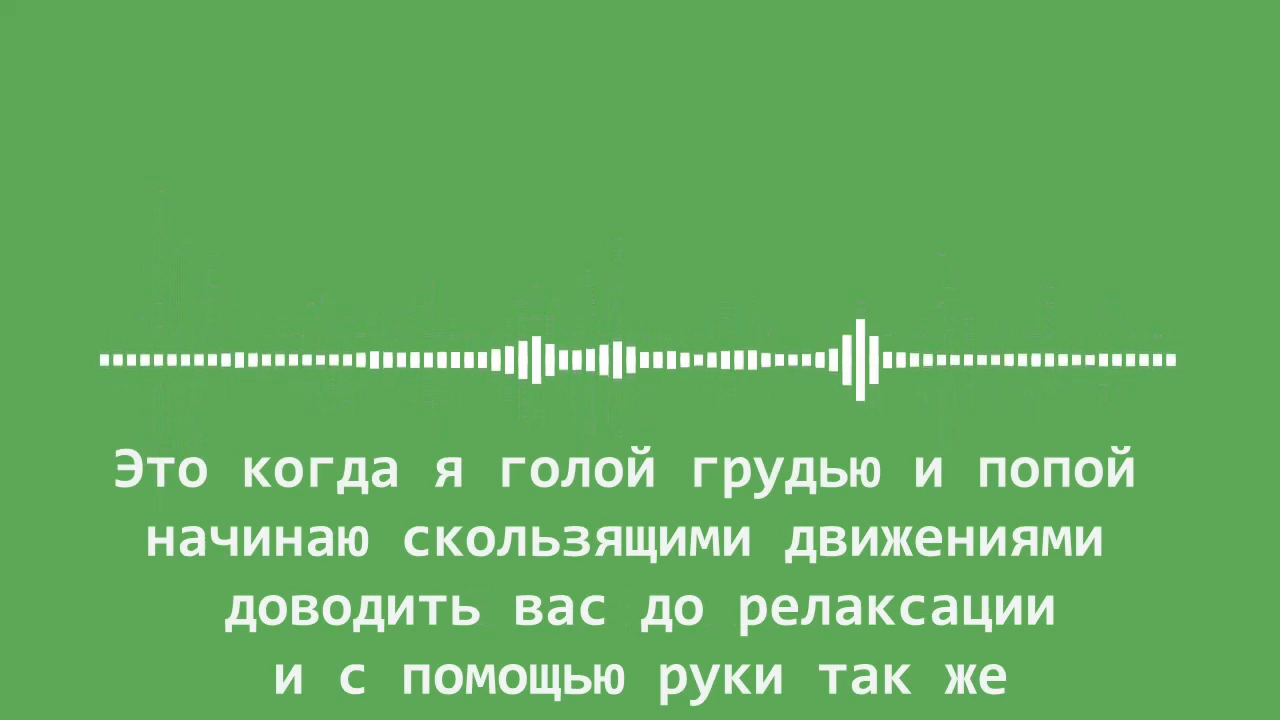 Это когда я голой грудью и попой
начинаю скользящими движениями
доводить вас до релаксации
и с помощью руки так же